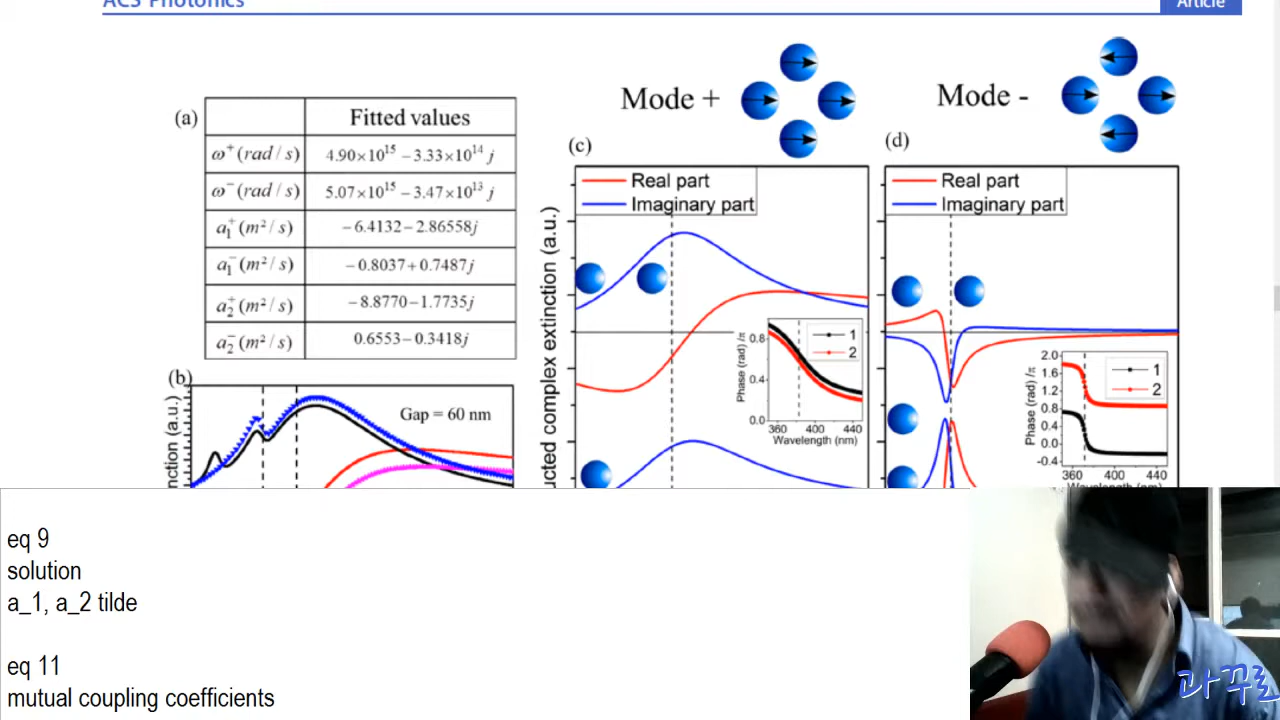 ACS Photonics
Article
(a)
Fitted values
ω⁺(rad/s) 4.90×10¹⁵ −3.33×10¹⁴ j
ω⁻(rad/s) 5.07×10¹⁵ −3.47×10¹³ j
a₁⁺(m²/s) −6.4132−2.86558j
a₁⁻(m²/s) −0.8037+0.7487j
a₂⁺(m²/s) −8.8770−1.7735j
a₂⁻(m²/s) 0.6553−0.3418j
(b)
Gap = 60 nm
nction (a.u.)
Mode +
(c)
Real part
Imaginary part
ucted complex extinction (a.u.)
0.8
0.4
0.0
Phase (rad) /π
1
2
360 400 440
Wavelength (nm)
Mode -
(d)
Real part
Imaginary part
2.0
1.6
1.2
0.8
0.4
0.0
-0.4
Phase (rad) /π
1
2
360 400 440
Wavelength (nm)
eq 9
solution
a_1, a_2 tilde
eq 11
mutual coupling coefficients
과꾸로